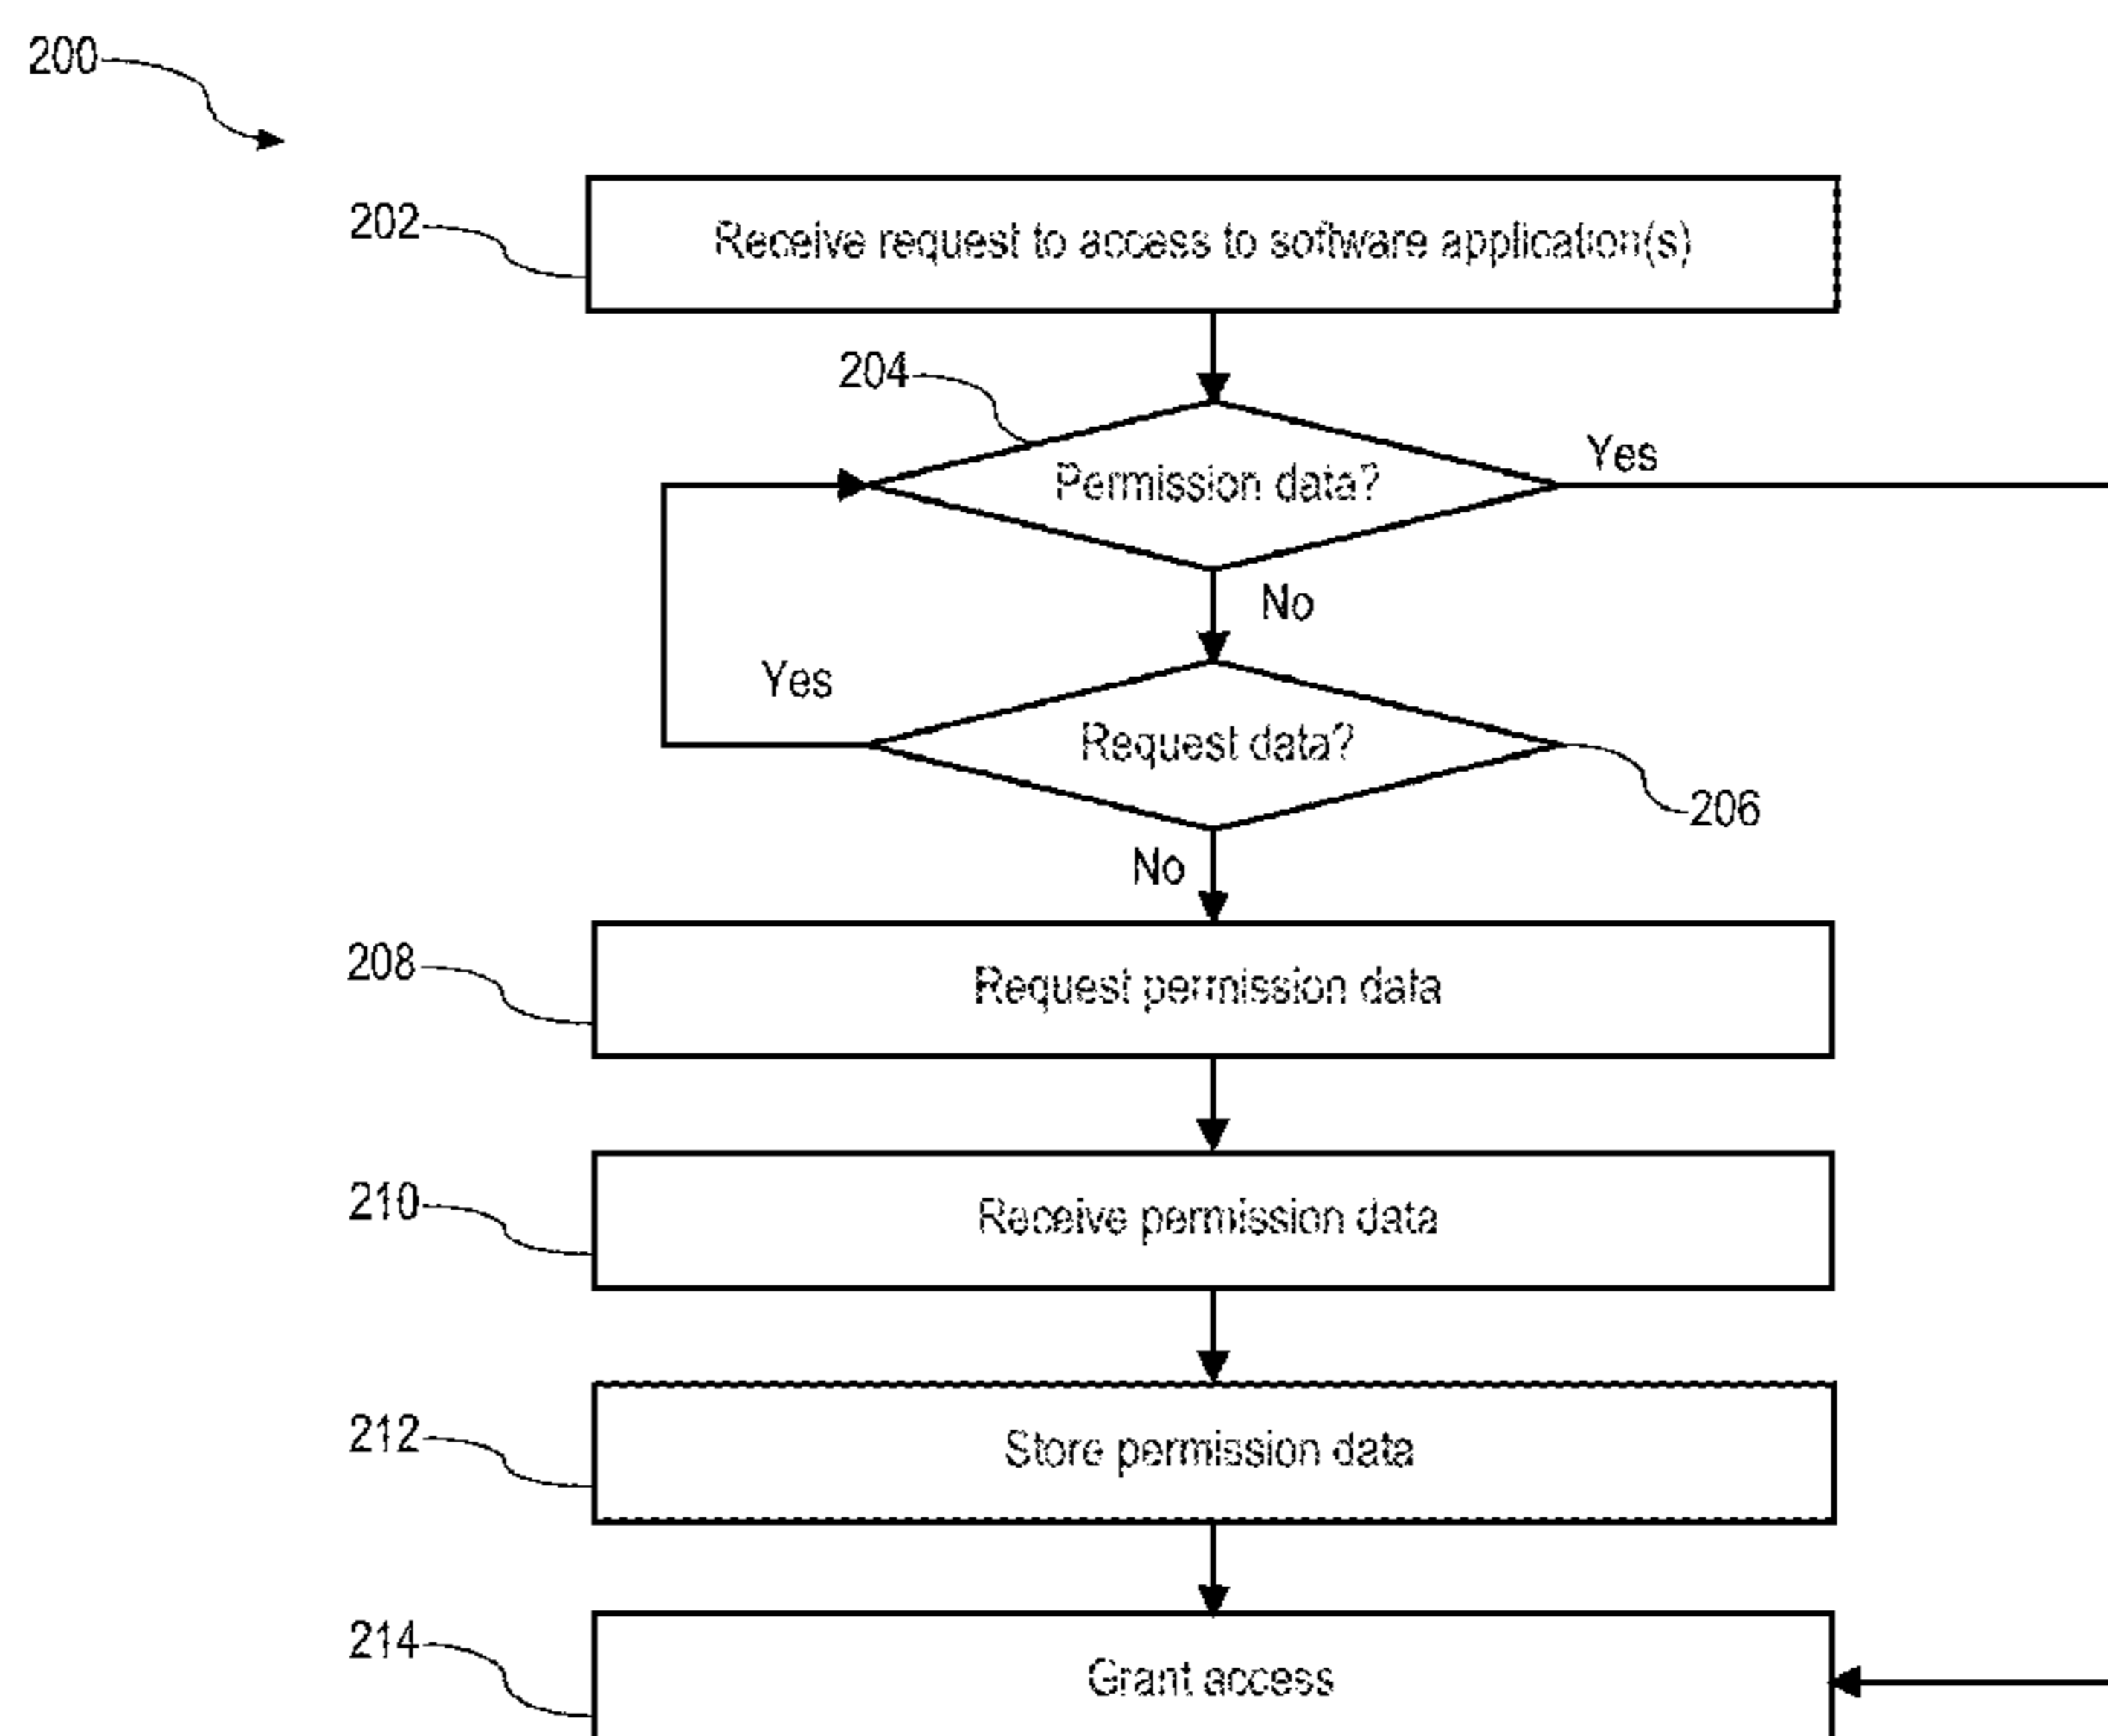 200
202
Receive request to access to software application(s)
204
Permission data?
Yes
No
Yes
Request data?
206
No
208
Request permission data
210
Receive permission data
212
Store permission data
214
Grant access